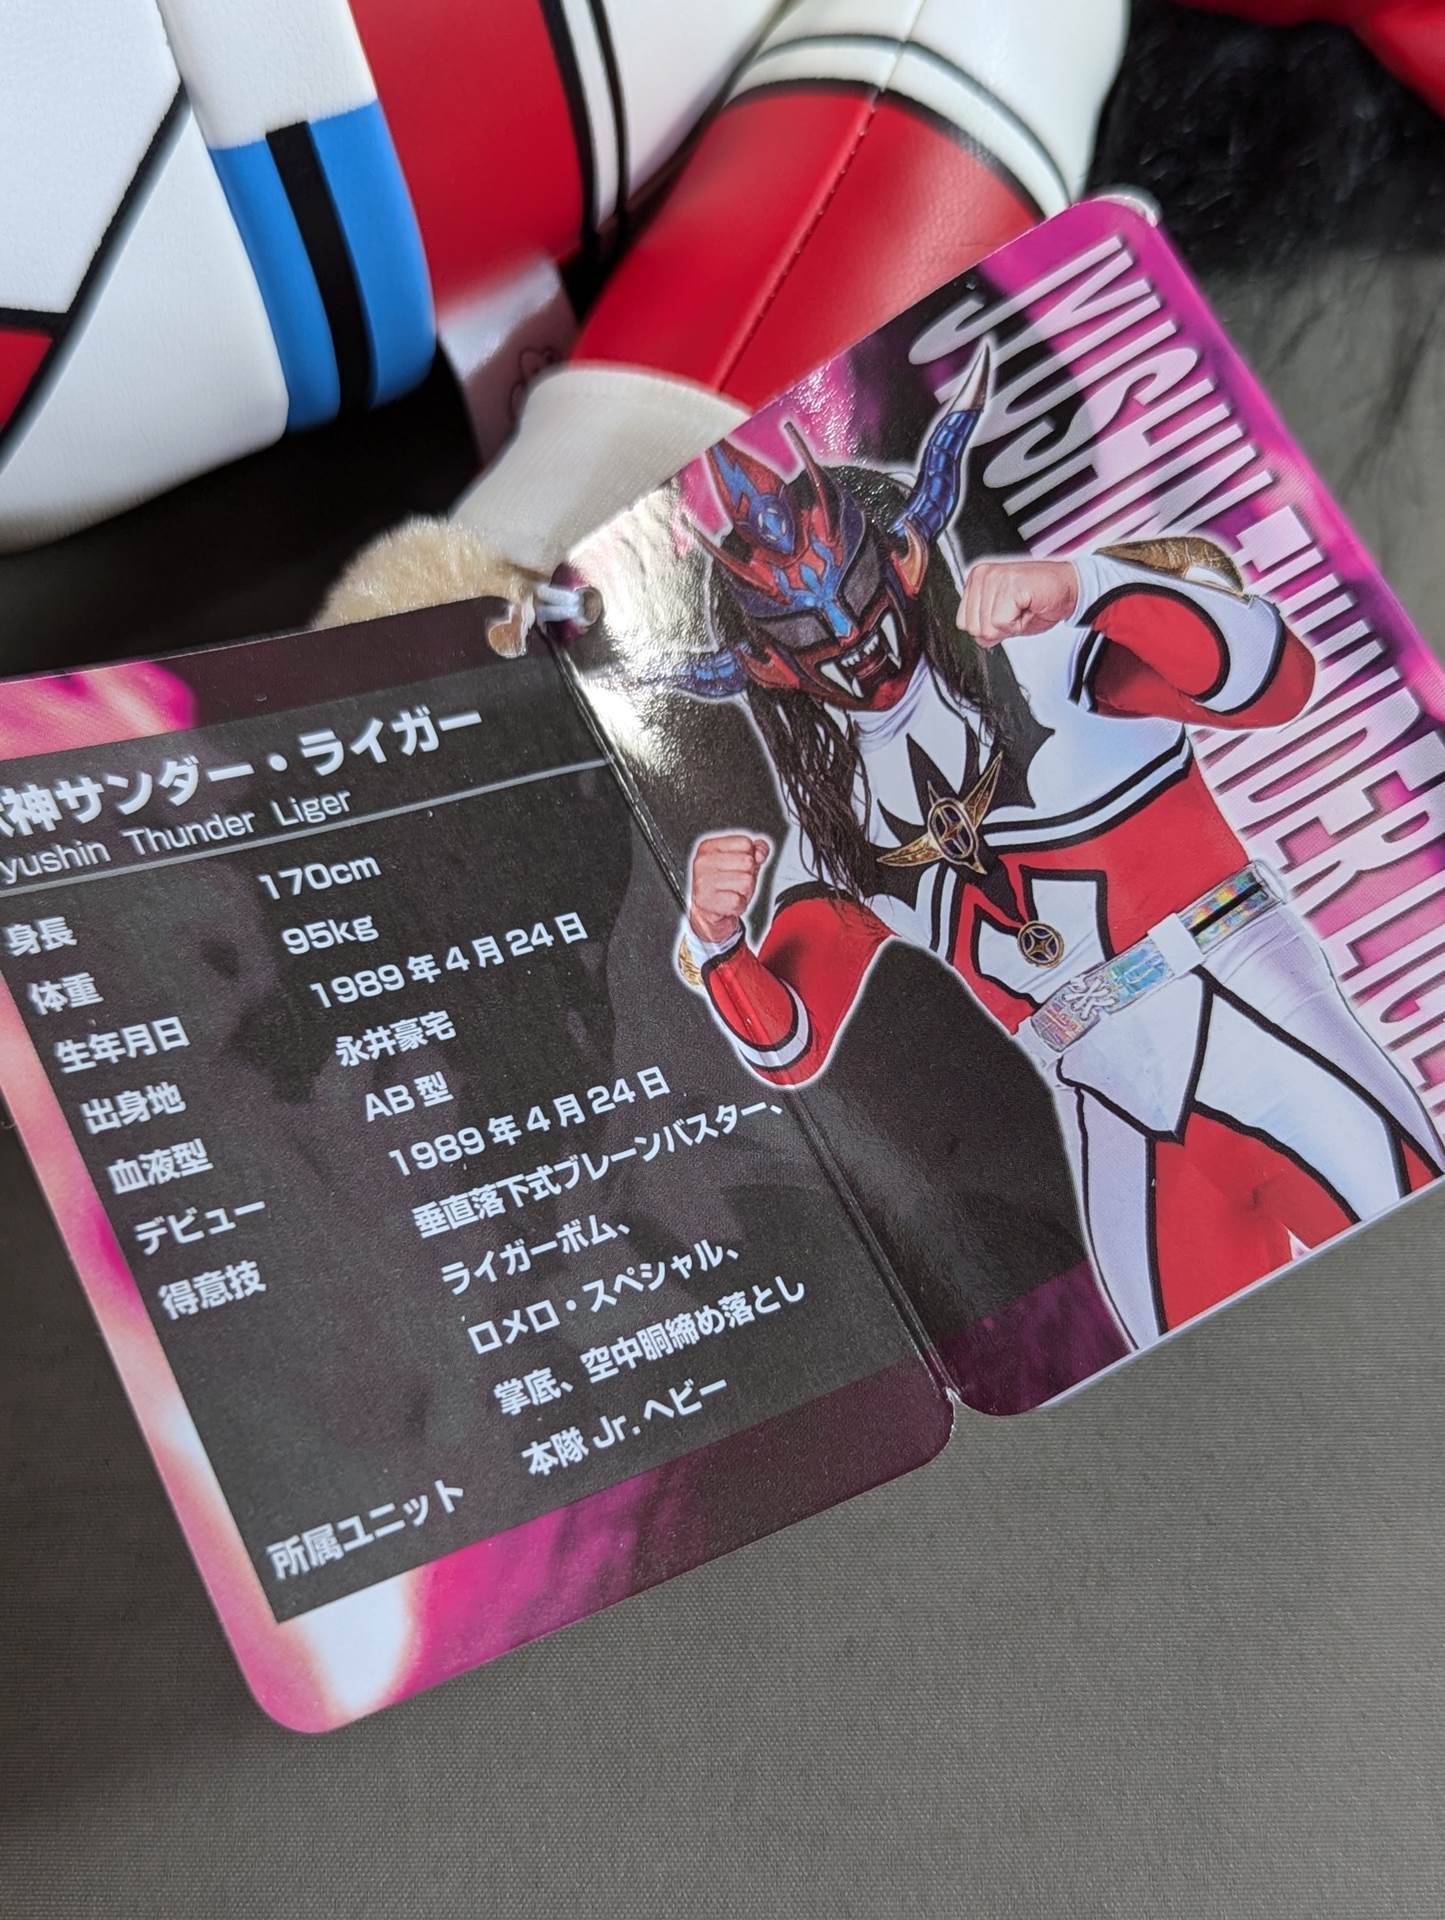 神サンダー・ライガー
yushin Thunder Liger
身長 170cm
体重 95kg
生年月日 1989年4月24日
出身地 永井豪宅
血液型 AB型
デビュー 1989年4月24日
得意技 垂直落下式ブレーンバスター、
ライガーボム、
ロメロ・スペシャル、
掌底、空中胴締め落とし
所属ユニット 本隊Jr.ヘビー
JYUSHIN THUNDER LIGER